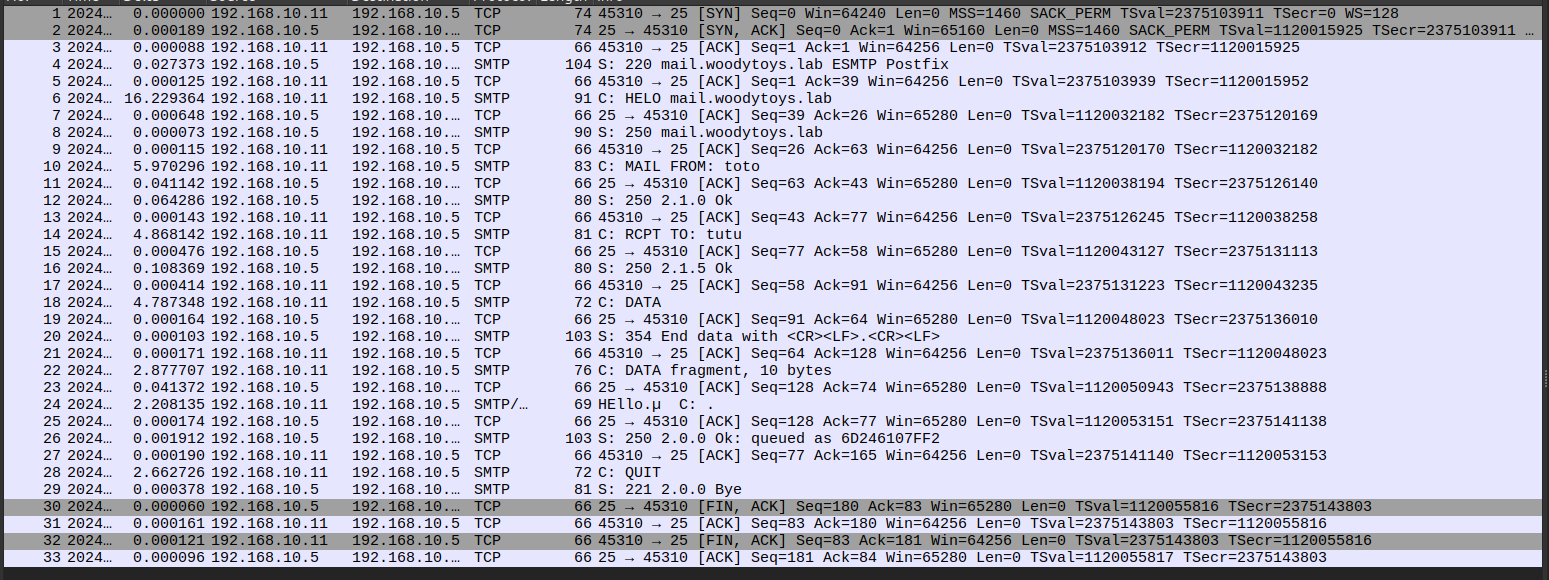 1 2024… 0.000000 192.168.10.11 192.168.10.5 TCP 74 45310 → 25 [SYN] Seq=0 Win=64240 Len=0 MSS=1460 SACK_PERM TSval=2375103911 TSecr=0 WS=128
2 2024… 0.000189 192.168.10.5 192.168.10.… TCP 74 25 → 45310 [SYN, ACK] Seq=0 Ack=1 Win=65160 Len=0 MSS=1460 SACK_PERM TSval=1120015925 TSecr=2375103911 …
3 2024… 0.000088 192.168.10.11 192.168.10.5 TCP 66 45310 → 25 [ACK] Seq=1 Ack=1 Win=64256 Len=0 TSval=2375103912 TSecr=1120015925
4 2024… 0.027373 192.168.10.5 192.168.10.… SMTP 104 S: 220 mail.woodytoys.lab ESMTP Postfix
5 2024… 0.000125 192.168.10.11 192.168.10.5 TCP 66 45310 → 25 [ACK] Seq=1 Ack=39 Win=64256 Len=0 TSval=2375103939 TSecr=1120015952
6 2024… 16.229364 192.168.10.11 192.168.10.5 SMTP 91 C: HELO mail.woodytoys.lab
7 2024… 0.000648 192.168.10.5 192.168.10.… TCP 66 25 → 45310 [ACK] Seq=39 Ack=26 Win=65280 Len=0 TSval=1120032182 TSecr=2375120169
8 2024… 0.000073 192.168.10.5 192.168.10.… SMTP 90 S: 250 mail.woodytoys.lab
9 2024… 0.000115 192.168.10.11 192.168.10.5 TCP 66 45310 → 25 [ACK] Seq=26 Ack=63 Win=64256 Len=0 TSval=2375120170 TSecr=1120032182
10 2024… 5.970296 192.168.10.11 192.168.10.5 SMTP 83 C: MAIL FROM: toto
11 2024… 0.041142 192.168.10.5 192.168.10.… TCP 66 25 → 45310 [ACK] Seq=63 Ack=43 Win=65280 Len=0 TSval=1120038194 TSecr=2375126140
12 2024… 0.064286 192.168.10.5 192.168.10.… SMTP 80 S: 250 2.1.0 Ok
13 2024… 0.000143 192.168.10.11 192.168.10.5 TCP 66 45310 → 25 [ACK] Seq=43 Ack=77 Win=64256 Len=0 TSval=2375126245 TSecr=1120038258
14 2024… 4.868142 192.168.10.11 192.168.10.5 SMTP 81 C: RCPT TO: tutu
15 2024… 0.000476 192.168.10.5 192.168.10.… TCP 66 25 → 45310 [ACK] Seq=77 Ack=58 Win=65280 Len=0 TSval=1120043127 TSecr=2375131113
16 2024… 0.108369 192.168.10.5 192.168.10.… SMTP 80 S: 250 2.1.5 Ok
17 2024… 0.000414 192.168.10.11 192.168.10.5 TCP 66 45310 → 25 [ACK] Seq=58 Ack=91 Win=64256 Len=0 TSval=2375131223 TSecr=1120043235
18 2024… 4.787348 192.168.10.11 192.168.10.5 SMTP 72 C: DATA
19 2024… 0.000164 192.168.10.5 192.168.10.… TCP 66 25 → 45310 [ACK] Seq=91 Ack=64 Win=65280 Len=0 TSval=1120048023 TSecr=2375136010
20 2024… 0.000103 192.168.10.5 192.168.10.… SMTP 103 S: 354 End data with <CR><LF>.<CR><LF>
21 2024… 0.000171 192.168.10.11 192.168.10.5 TCP 66 45310 → 25 [ACK] Seq=64 Ack=128 Win=64256 Len=0 TSval=2375136011 TSecr=1120048023
22 2024… 2.877707 192.168.10.11 192.168.10.5 SMTP 76 C: DATA fragment, 10 bytes
23 2024… 0.041372 192.168.10.5 192.168.10.… TCP 66 25 → 45310 [ACK] Seq=128 Ack=74 Win=65280 Len=0 TSval=1120050943 TSecr=2375138888
24 2024… 2.208135 192.168.10.11 192.168.10.5 SMTP/… 69 HEllo.µ C: .
25 2024… 0.000174 192.168.10.5 192.168.10.… TCP 66 25 → 45310 [ACK] Seq=128 Ack=77 Win=65280 Len=0 TSval=1120053151 TSecr=2375141138
26 2024… 0.001912 192.168.10.5 192.168.10.… SMTP 103 S: 250 2.0.0 Ok: queued as 6D246107FF2
27 2024… 0.000190 192.168.10.11 192.168.10.5 TCP 66 45310 → 25 [ACK] Seq=77 Ack=165 Win=64256 Len=0 TSval=2375141140 TSecr=1120053153
28 2024… 2.662726 192.168.10.11 192.168.10.5 SMTP 72 C: QUIT
29 2024… 0.000378 192.168.10.5 192.168.10.… SMTP 81 S: 221 2.0.0 Bye
30 2024… 0.000060 192.168.10.5 192.168.10.… TCP 66 25 → 45310 [FIN, ACK] Seq=180 Ack=83 Win=65280 Len=0 TSval=1120055816 TSecr=2375143803
31 2024… 0.000161 192.168.10.11 192.168.10.5 TCP 66 45310 → 25 [ACK] Seq=83 Ack=180 Win=64256 Len=0 TSval=2375143803 TSecr=1120055816
32 2024… 0.000121 192.168.10.11 192.168.10.5 TCP 66 45310 → 25 [FIN, ACK] Seq=83 Ack=181 Win=64256 Len=0 TSval=2375143803 TSecr=1120055816
33 2024… 0.000096 192.168.10.5 192.168.10.… TCP 66 25 → 45310 [ACK] Seq=181 Ack=84 Win=65280 Len=0 TSval=1120055817 TSecr=2375143803